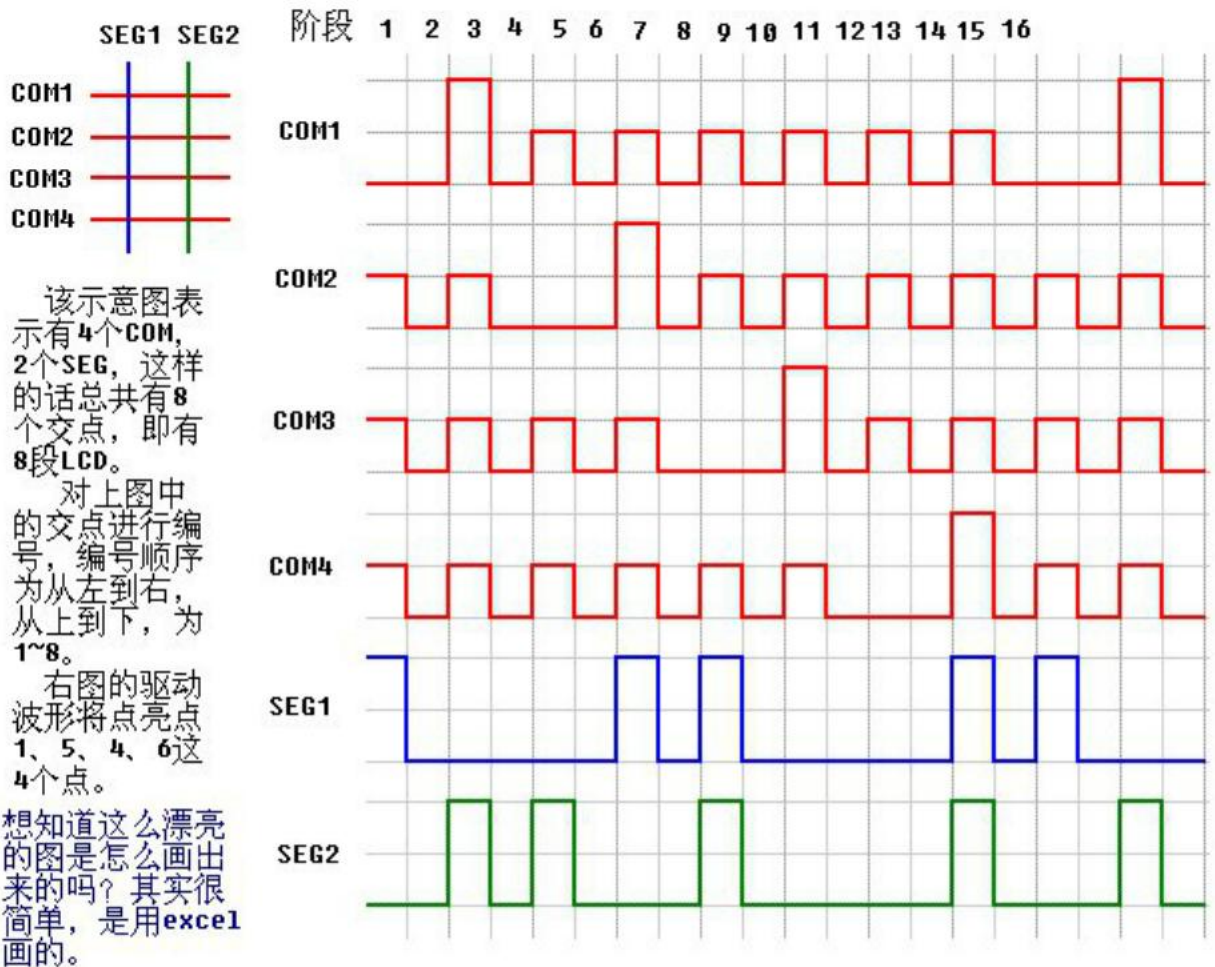 SEG1 SEG2
COM1
COM2
COM3
COM4
该示意图表
示有4个COM,
2个SEG, 这样
的话总共有8
个交点, 即有
8段LCD。
对上图中
的交点进行编
号, 编号顺序
为从左到右,
从上到下, 为
1~8。
右图的驱动
波形将点亮点
1、5、4、6这
4个点。
想知道这么漂亮
的图是怎么画出
来的吗? 其实很
简单, 是用excel
画的。
阶段 1 2 3 4 5 6 7 8 9 10 11 12 13 14 15 16
COM1
COM2
COM3
COM4
SEG1
SEG2